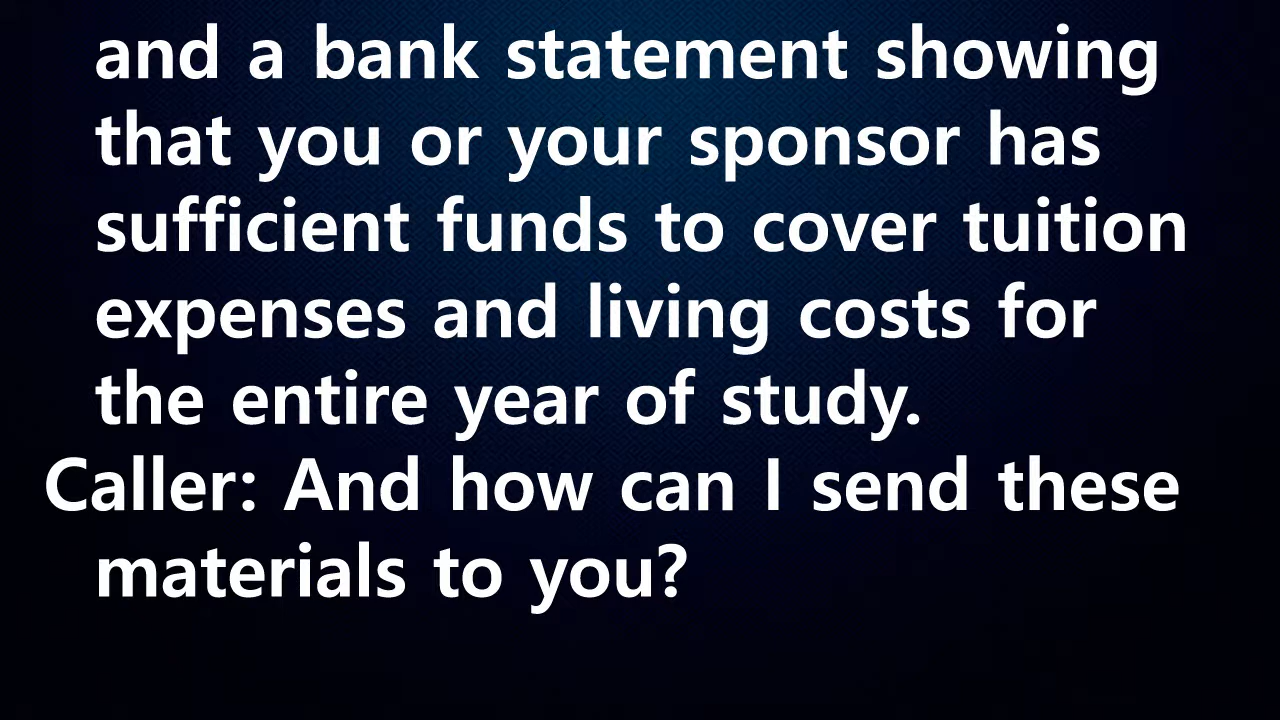 and a bank statement showing
that you or your sponsor has
sufficient funds to cover tuition
expenses and living costs for
the entire year of study.
Caller: And how can I send these
materials to you?